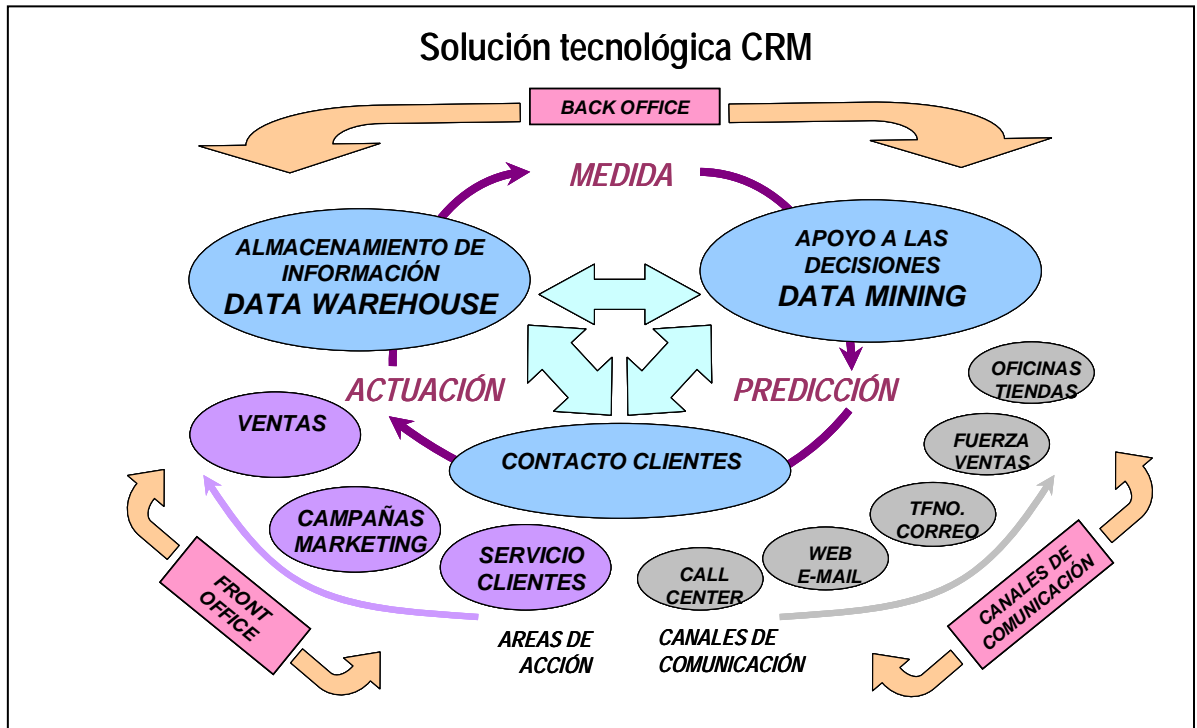 Solución tecnológica CRM
BACK OFFICE
MEDIDA
ALMACENAMIENTO DE
INFORMACIÓN
DATA WAREHOUSE
APOYO A LAS
DECISIONES
DATA MINING
ACTUACIÓN
PREDICCIÓN
CONTACTO CLIENTES
VENTAS
CAMPAÑAS
MARKETING
SERVICIO
CLIENTES
CALL
CENTER
WEB
E-MAIL
TFNO.
CORREO
FUERZA
VENTAS
OFICINAS
TIENDAS
FRONT
OFFICE
AREAS DE
ACCIÓN
CANALES DE
COMUNICACIÓN
CANALES DE
COMUNICACIÓN